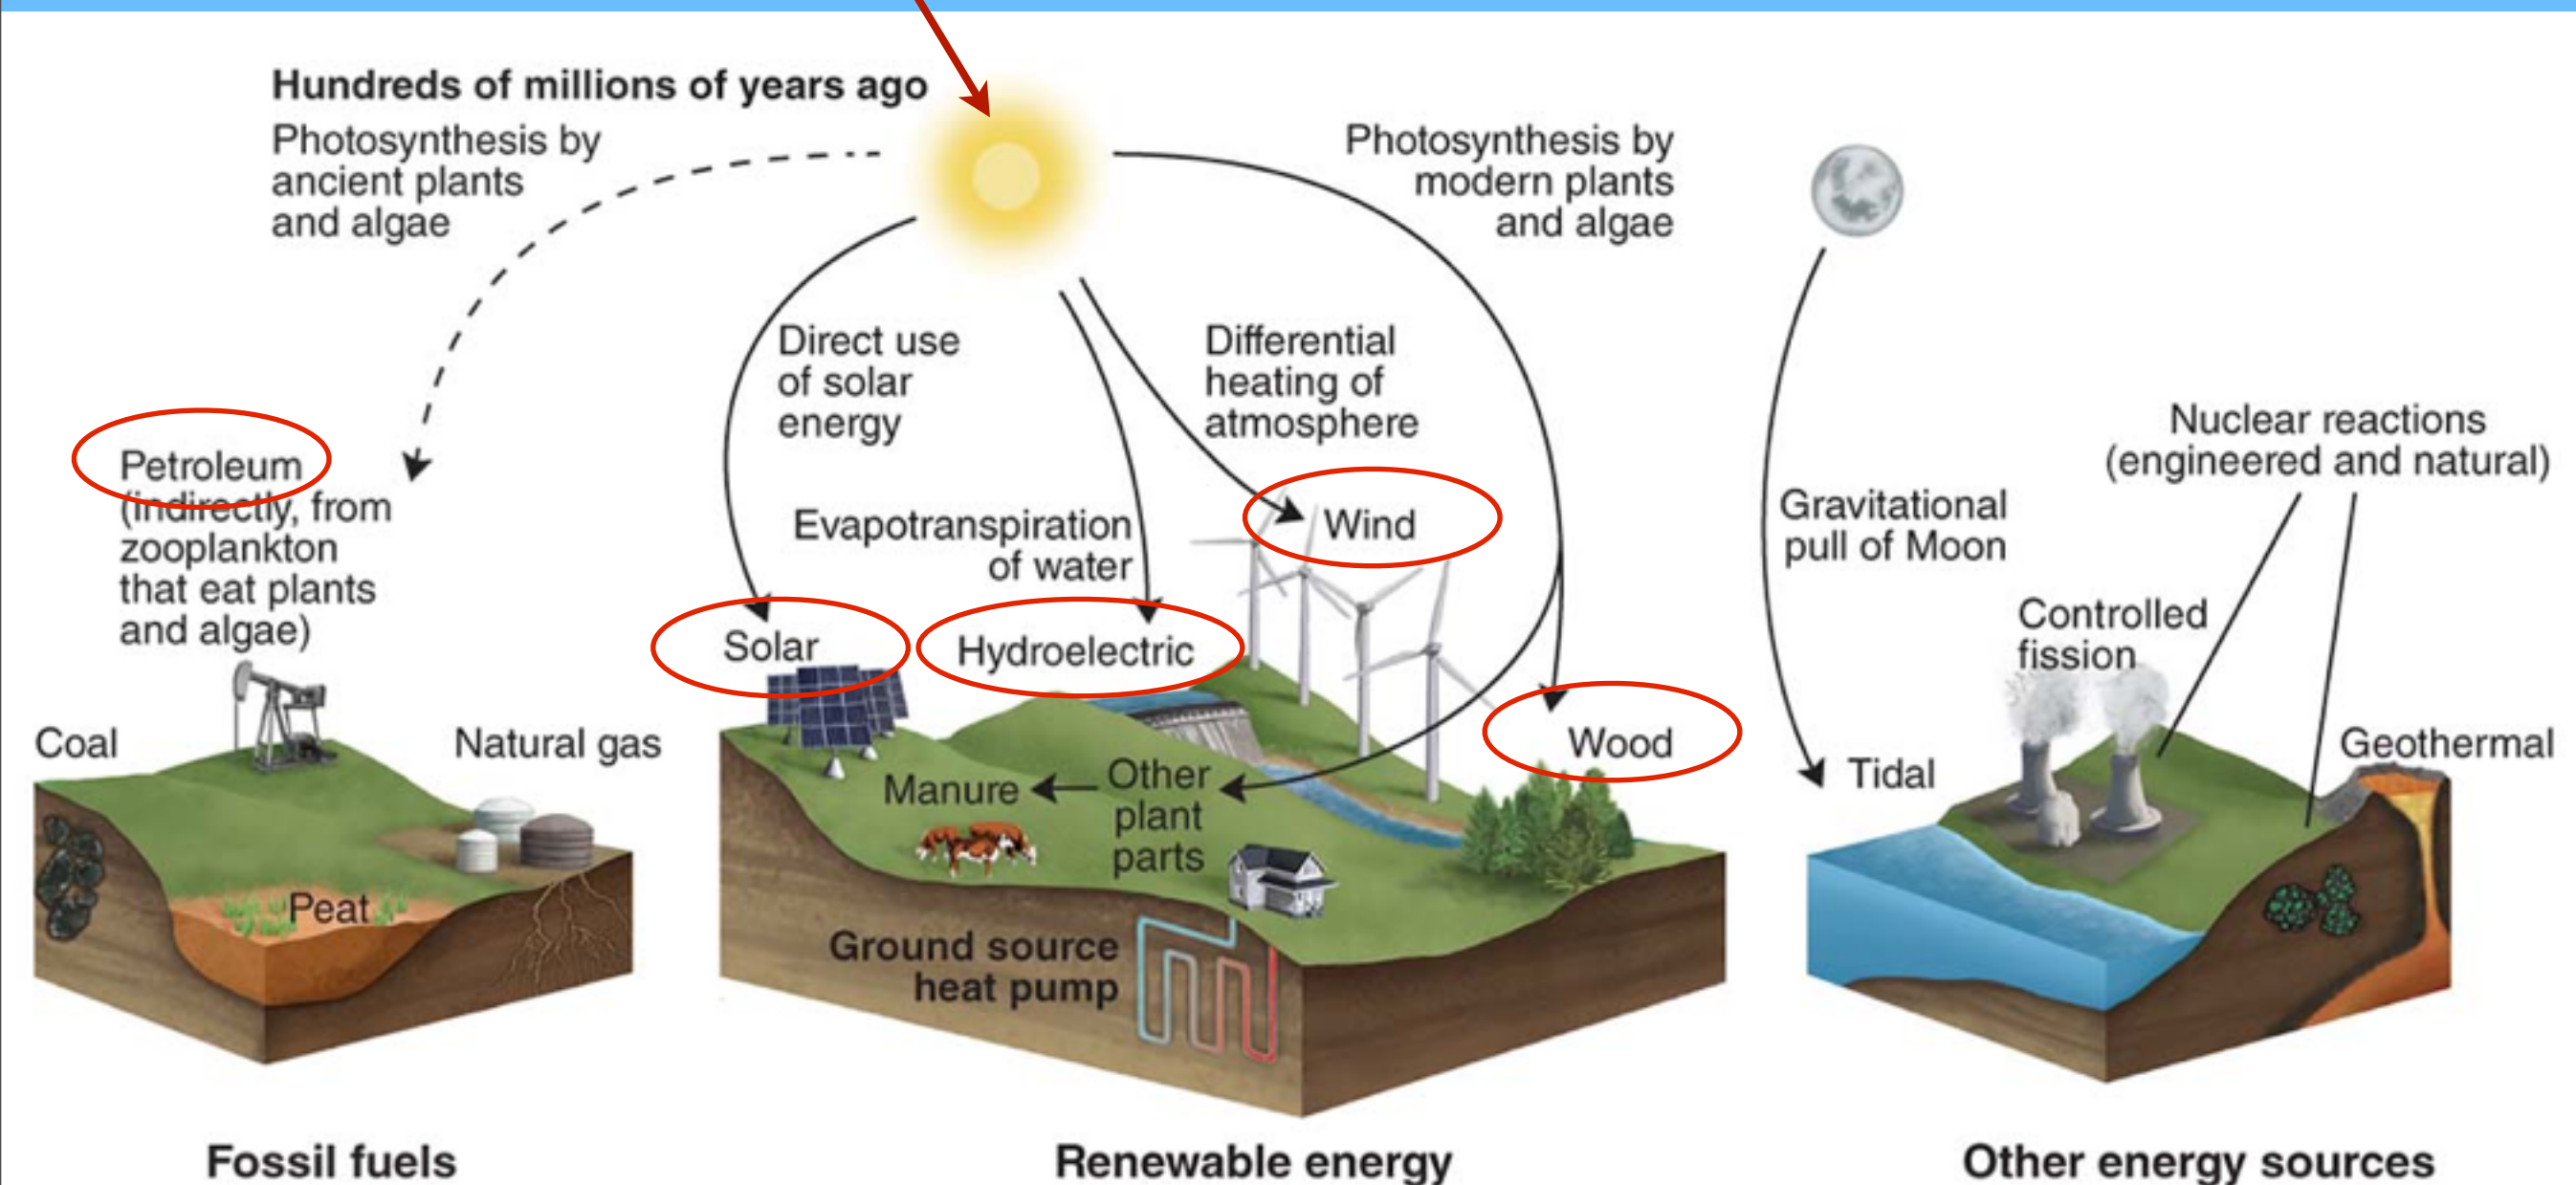 Hundreds of millions of years ago
Photosynthesis by
ancient plants
and algae
Photosynthesis by
modern plants
and algae
Direct use
of solar
energy
Differential
heating of
atmosphere
Petroleum
(indirectly, from
zooplankton
that eat plants
and algae)
Evapotranspiration
of water
Wind
Gravitational
pull of Moon
Nuclear reactions
(engineered and natural)
Controlled
fission
Solar
Hydroelectric
Wood
Coal
Natural gas
Peat
Manure
Other
plant
parts
Tidal
Geothermal
Ground source
heat pump
Fossil fuels
Renewable energy
Other energy sources